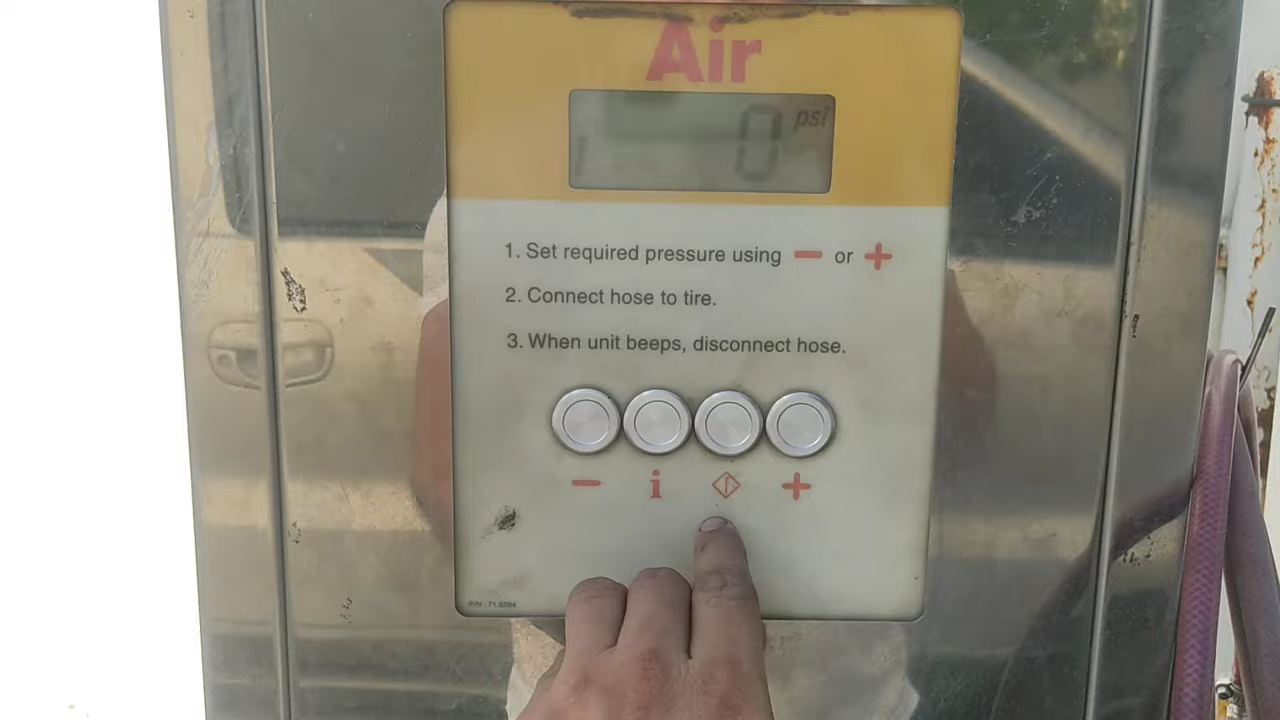 Air
0 psi
1. Set required pressure using — or +
2. Connect hose to tire.
3. When unit beeps, disconnect hose.
— i +
P/N - 71.6204